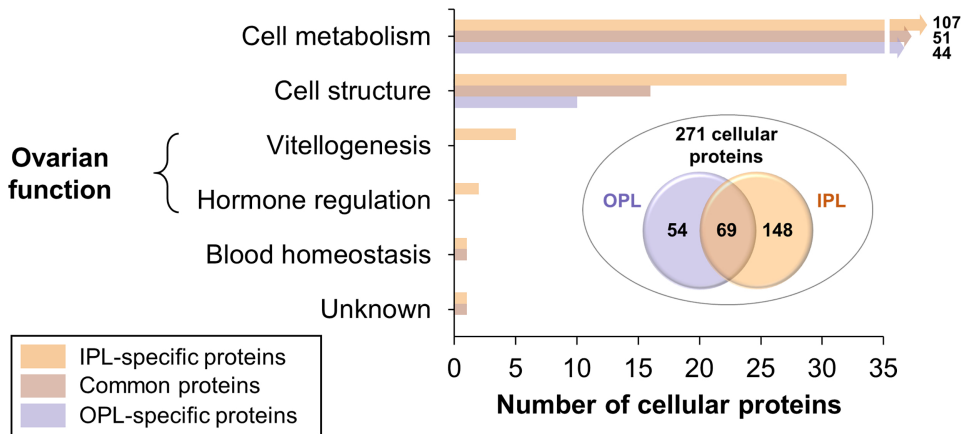 Cell metabolism
107
51
44
Cell structure
Vitellogenesis
Ovarian
function
Hormone regulation
Blood homeostasis
Unknown
271 cellular
proteins
OPL
IPL
54
69
148
0
5
10
15
20
25
30
35
Number of cellular proteins
IPL-specific proteins
Common proteins
OPL-specific proteins